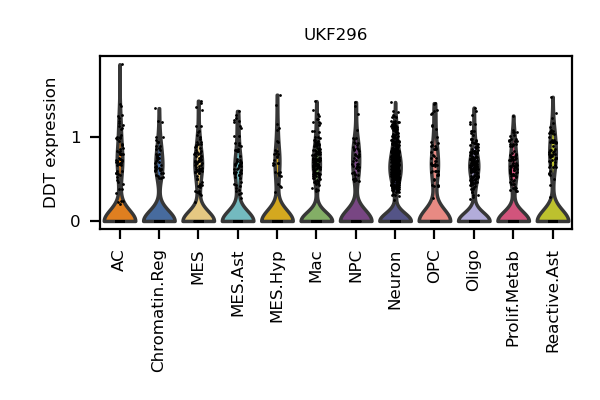 UKF296
DDT expression
1
0
AC
Chromatin.Reg
MES
MES.Ast
MES.Hyp
Mac
NPC
Neuron
OPC
Oligo
Prolif.Metab
Reactive.Ast